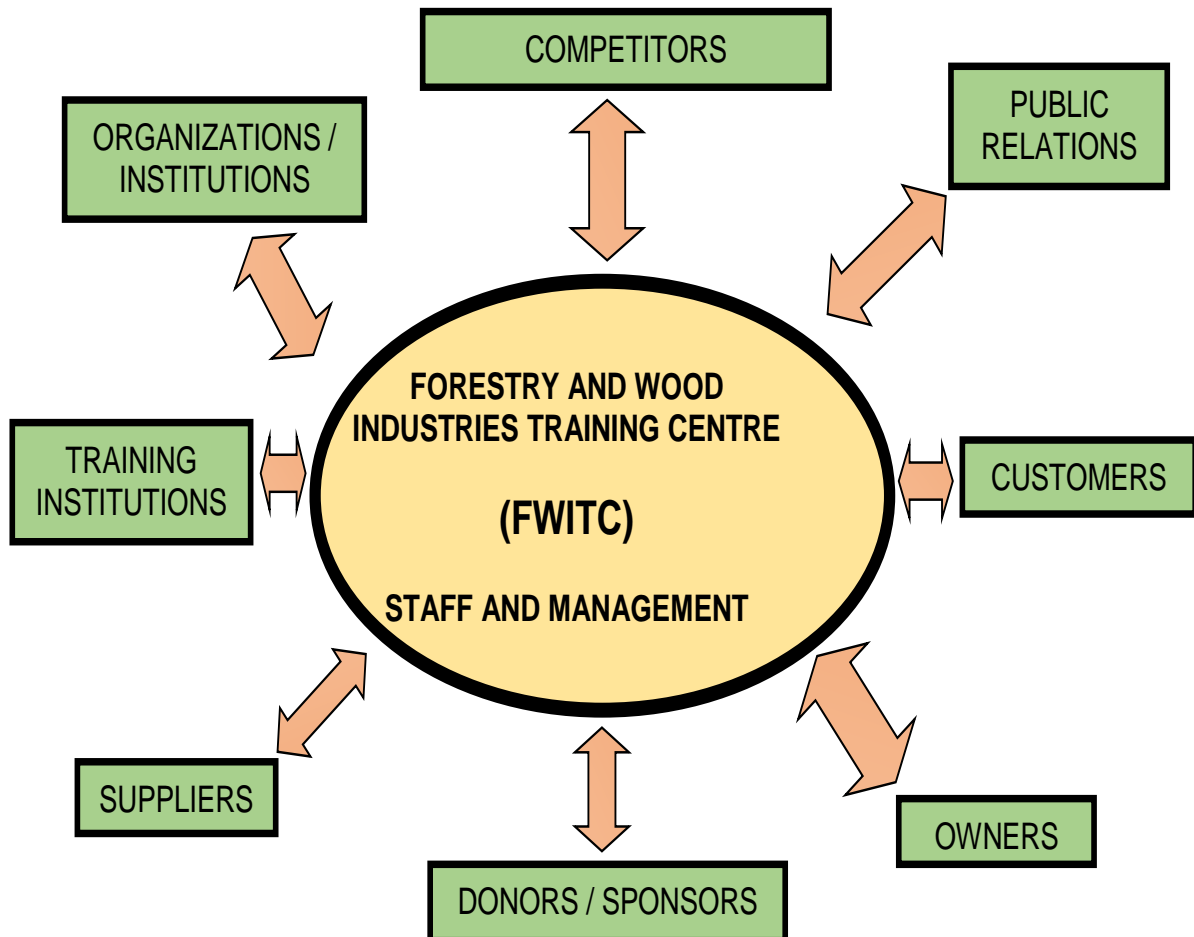 COMPETITORS
PUBLIC
RELATIONS
ORGANIZATIONS /
INSTITUTIONS
FORESTRY AND WOOD
INDUSTRIES TRAINING CENTRE
(FWITC)
STAFF AND MANAGEMENT
TRAINING
INSTITUTIONS
CUSTOMERS
SUPPLIERS
OWNERS
DONORS / SPONSORS